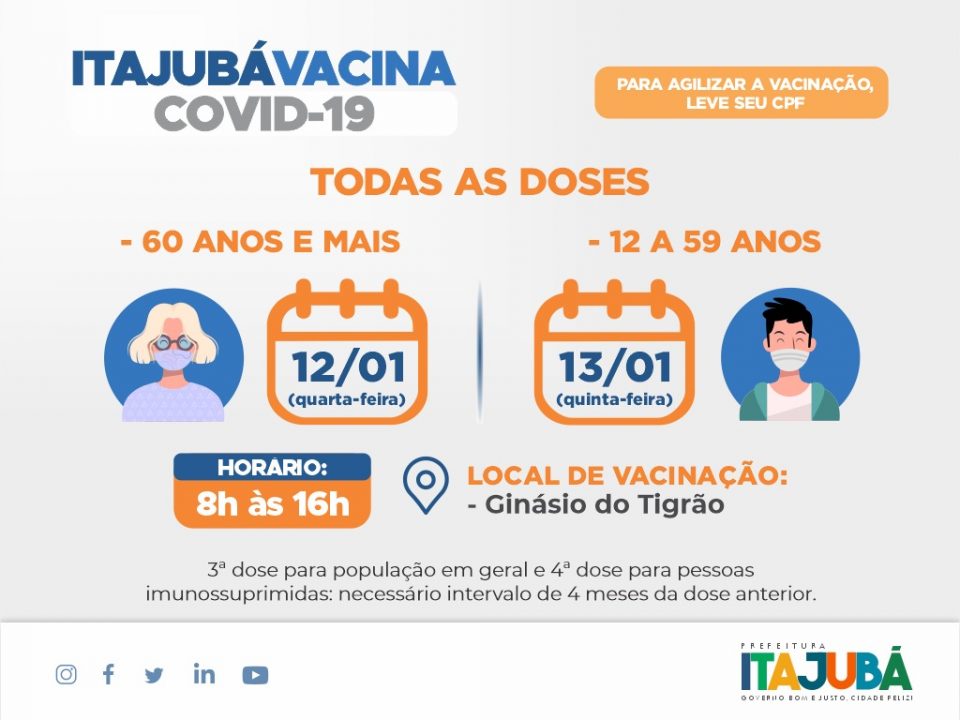 ITAJUBÁVACINA
COVID-19
PARA AGILIZAR A VACINAÇÃO,
LEVE SEU CPF
TODAS AS DOSES
- 60 ANOS E MAIS
- 12 A 59 ANOS
12/01
(quarta-feira)
13/01
(quinta-feira)
HORÁRIO:
8h às 16h
LOCAL DE VACINAÇÃO:
- Ginásio do Tigrão
3ª dose para população em geral e 4ª dose para pessoas
imunossuprimidas: necessário intervalo de 4 meses da dose anterior.
PREFEITURA
ITAJUBÁ
GOVERNO BOM E JUSTO. CIDADE FELIZ!